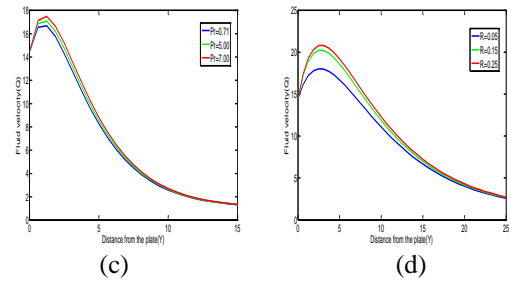 18
16
14
12
10
8
6
4
2
0
0 5 10 15
Fluid velocity(Q)
Distance from the plate(Y)
Pr=0.71
Pr=5.00
Pr=7.00
(c)
25
20
15
10
5
0
0 5 10 15 20 25
Fluid velocity(Q)
Distance from the plate(Y)
R=0.05
R=0.15
R=0.25
(d)